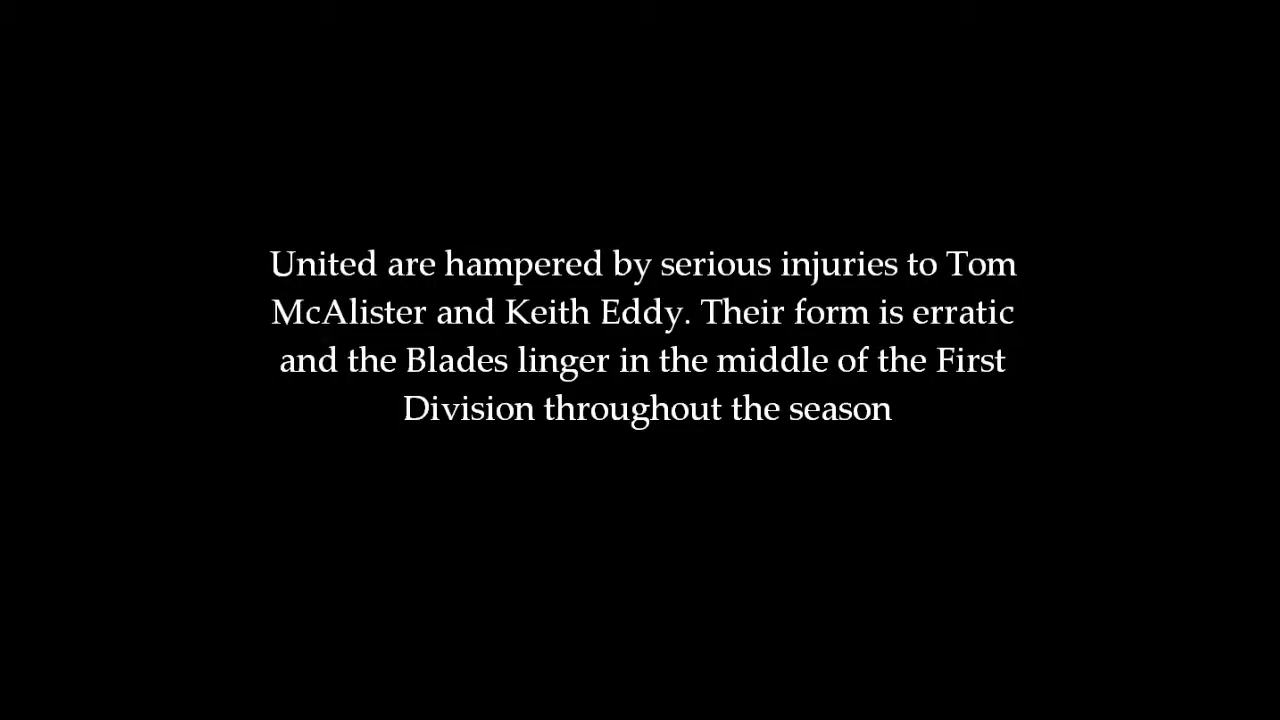 United are hampered by serious injuries to Tom
McAlister and Keith Eddy. Their form is erratic
and the Blades linger in the middle of the First
Division throughout the season